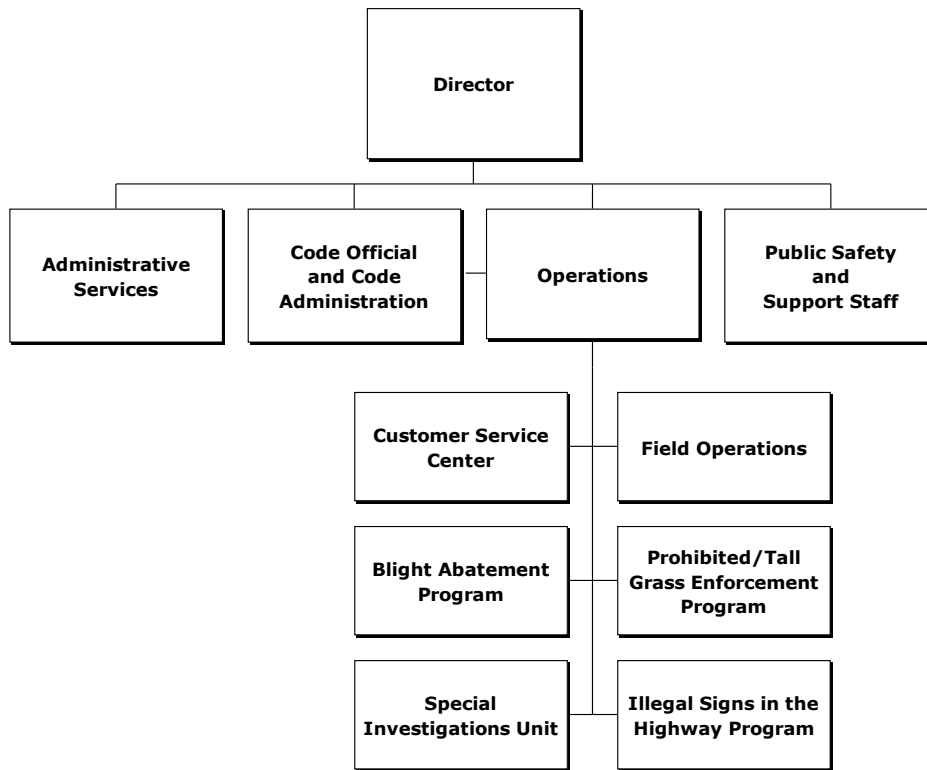 Director
Administrative
Services
Code Official
and Code
Administration
Operations
Public Safety
and
Support Staff
Customer Service
Center
Field Operations
Blight Abatement
Program
Prohibited/Tall
Grass Enforcement
Program
Special
Investigations Unit
Illegal Signs in the
Highway Program